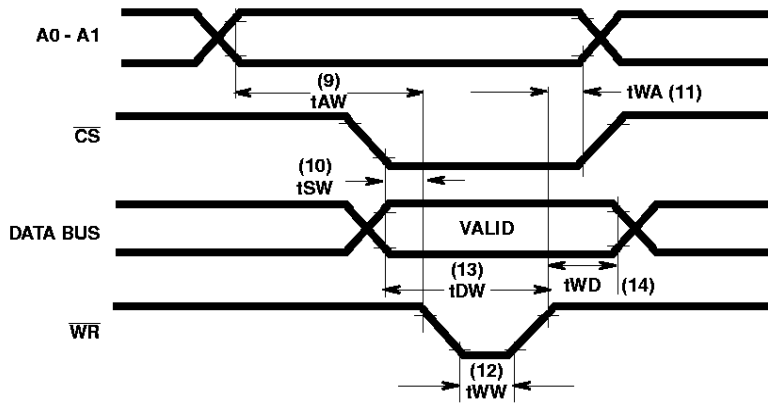 A0 - A1
(9)
tAW
tWA (11)
CS
(10)
tSW
DATA BUS
VALID
(13)
tDW
tWD (14)
WR
(12)
tWW